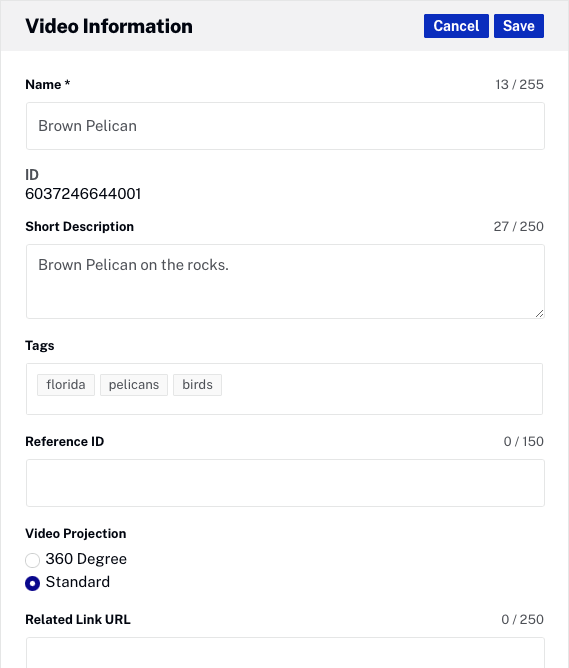 Video Information Cancel Save
Name * 13 / 255
Brown Pelican
ID
6037246644001
Short Description 27 / 250
Brown Pelican on the rocks.
Tags
florida pelicans birds
Reference ID 0 / 150
Video Projection
360 Degree
Standard
Related Link URL 0 / 250